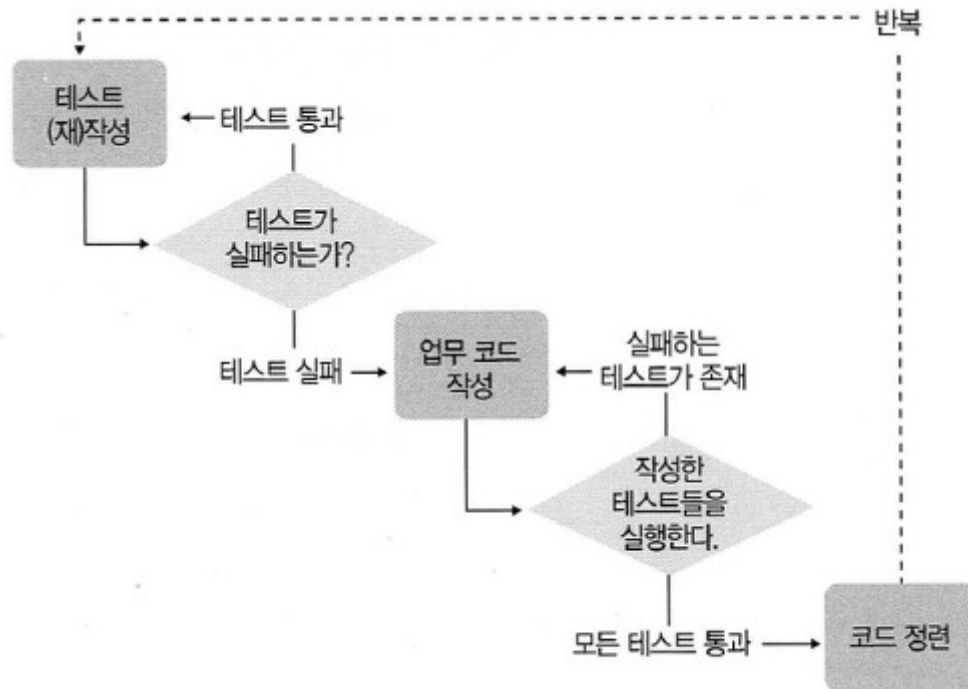 반복
테스트
(재)작성
테스트 통과
테스트가
실패하는가?
테스트 실패
업무 코드
작성
실패하는
테스트가 존재
작성한
테스트들을
실행한다.
모든 테스트 통과
코드 정련